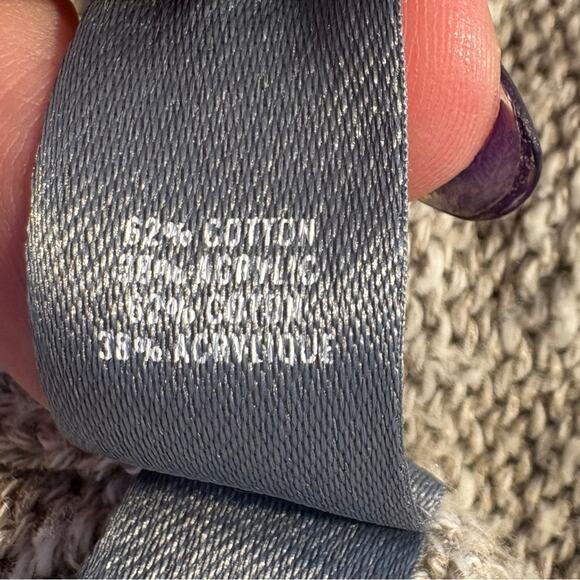 62% COTTON
38% ACRYLIC
62% COTON
38% ACRYLIQUE